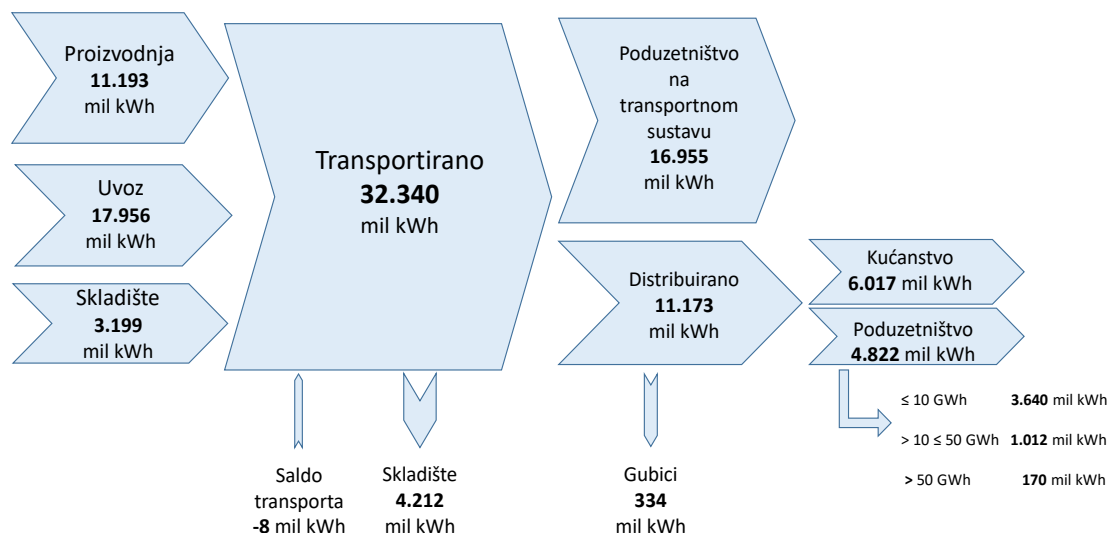 Proizvodnja
11.193
mil kWh
Uvoz
17.956
mil kWh
Skladište
3.199
mil kWh
Transportirano
32.340
mil kWh
Saldo
transporta
-8 mil kWh
Skladište
4.212
mil kWh
Poduzetništvo
na
transportnom
sustavu
16.955
mil kWh
Distribuirano
11.173
mil kWh
Gubici
334
mil kWh
Kućanstvo
6.017 mil kWh
Poduzetništvo
4.822 mil kWh
≤ 10 GWh 3.640 mil kWh
> 10 ≤ 50 GWh 1.012 mil kWh
> 50 GWh 170 mil kWh